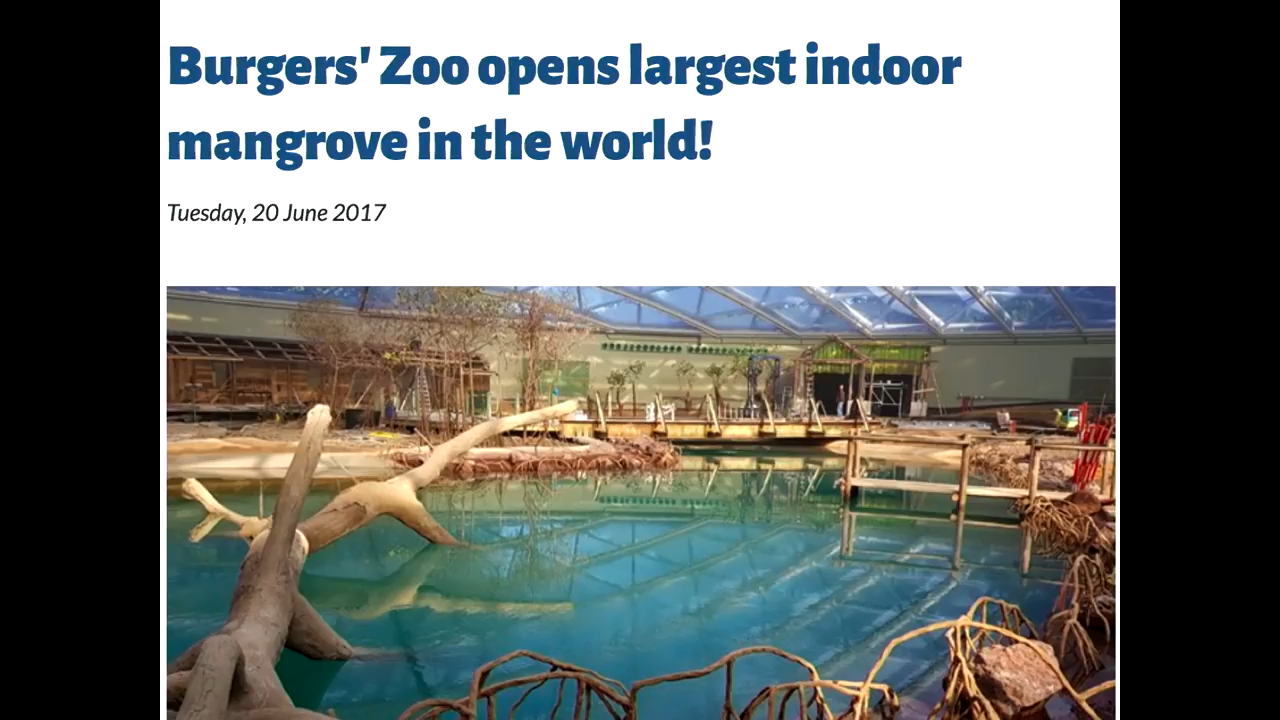 Burgers' Zoo opens largest indoor
mangrove in the world!
Tuesday, 20 June 2017